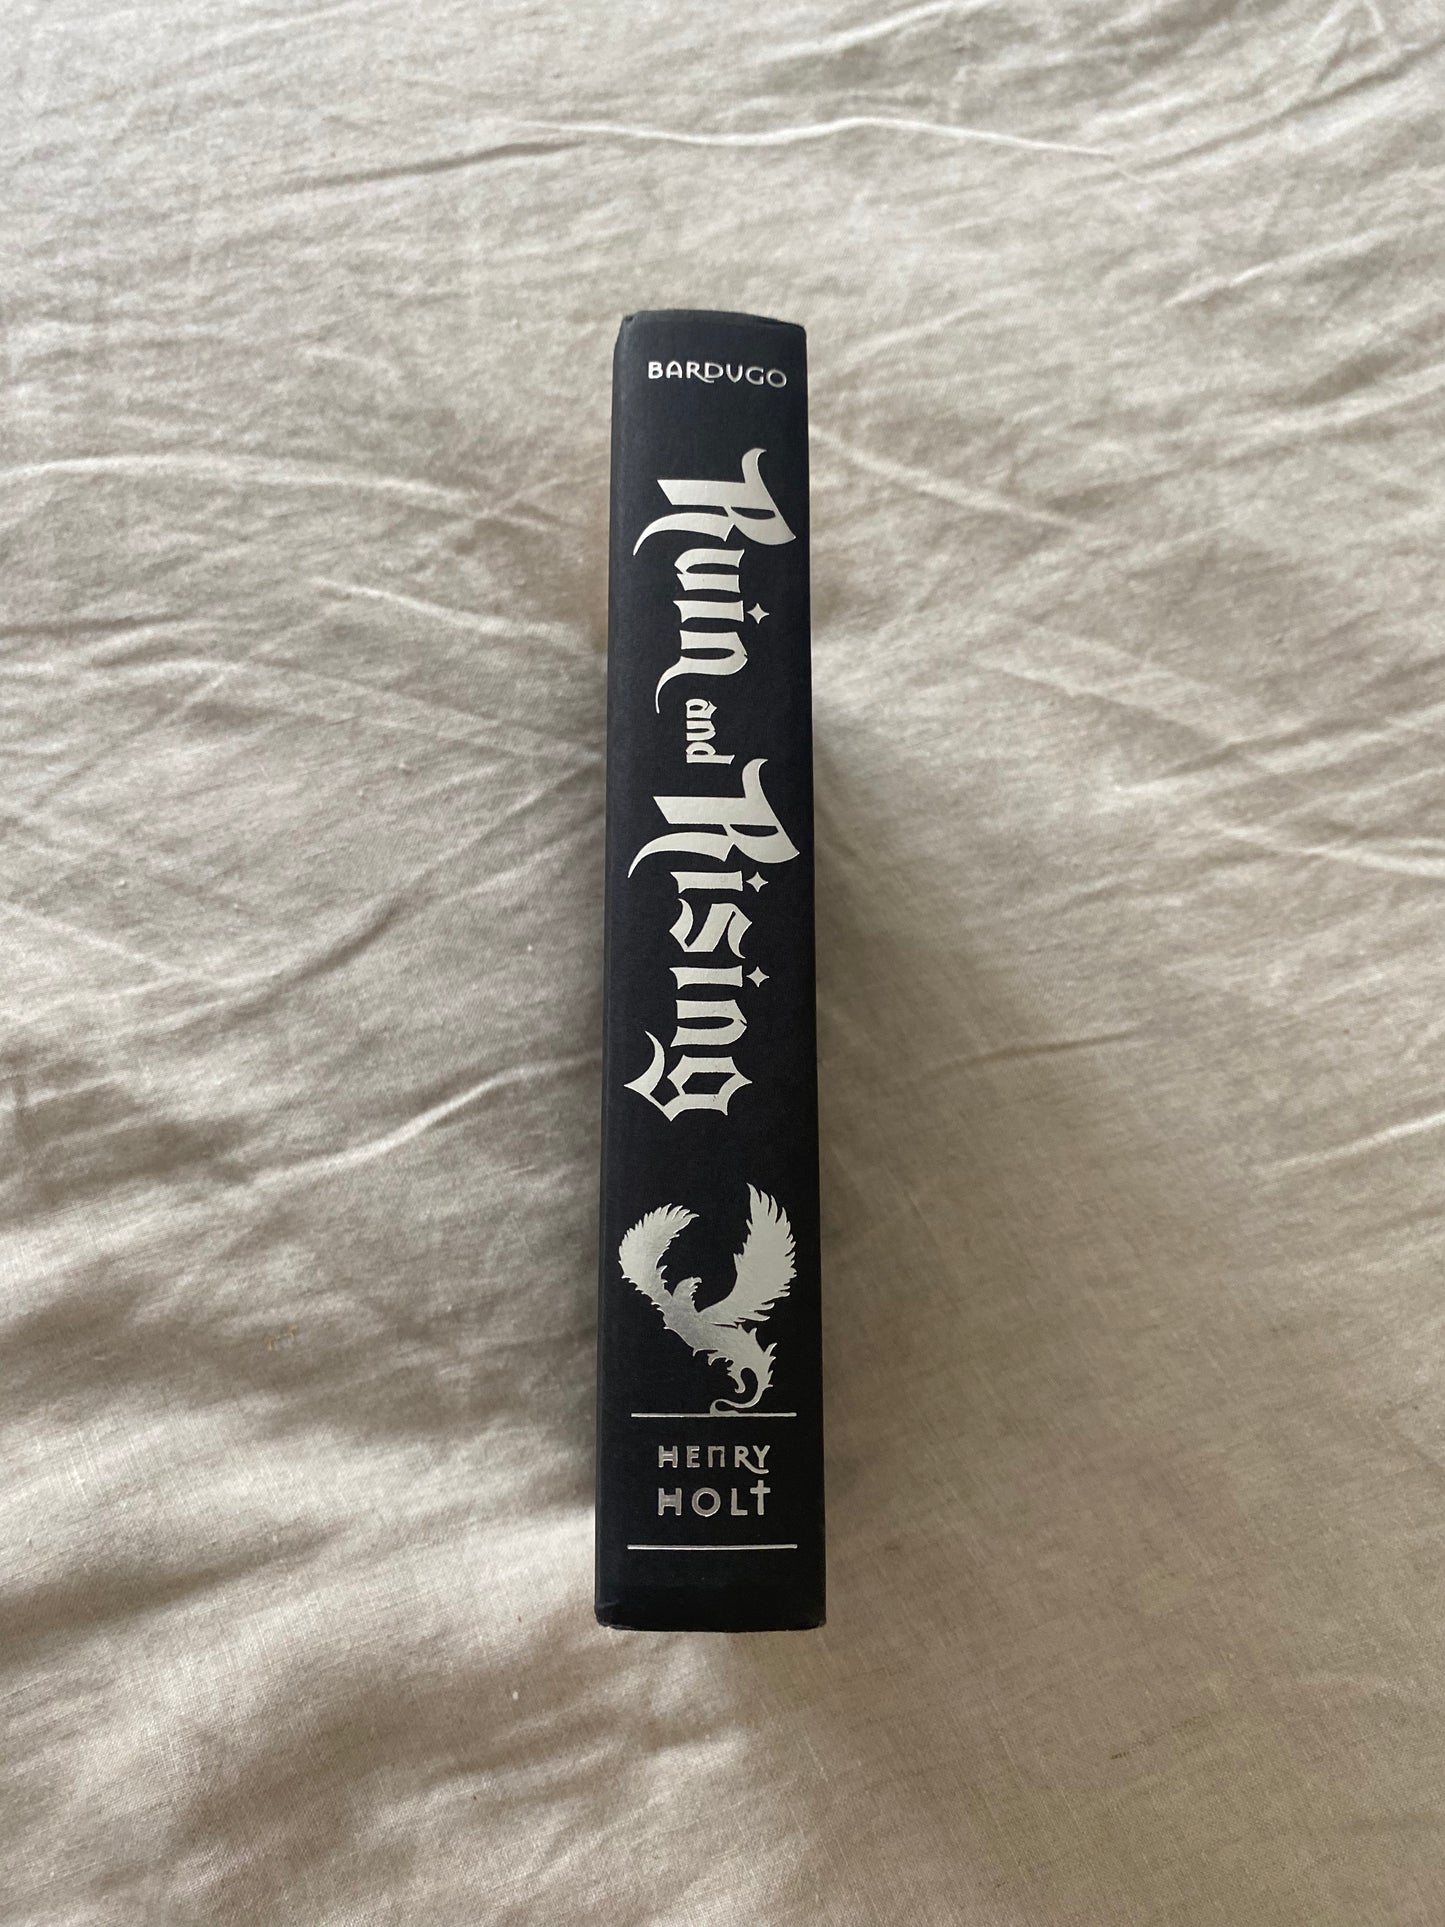 BARDUGO
Ruin and Rising
HENRY
HOLT